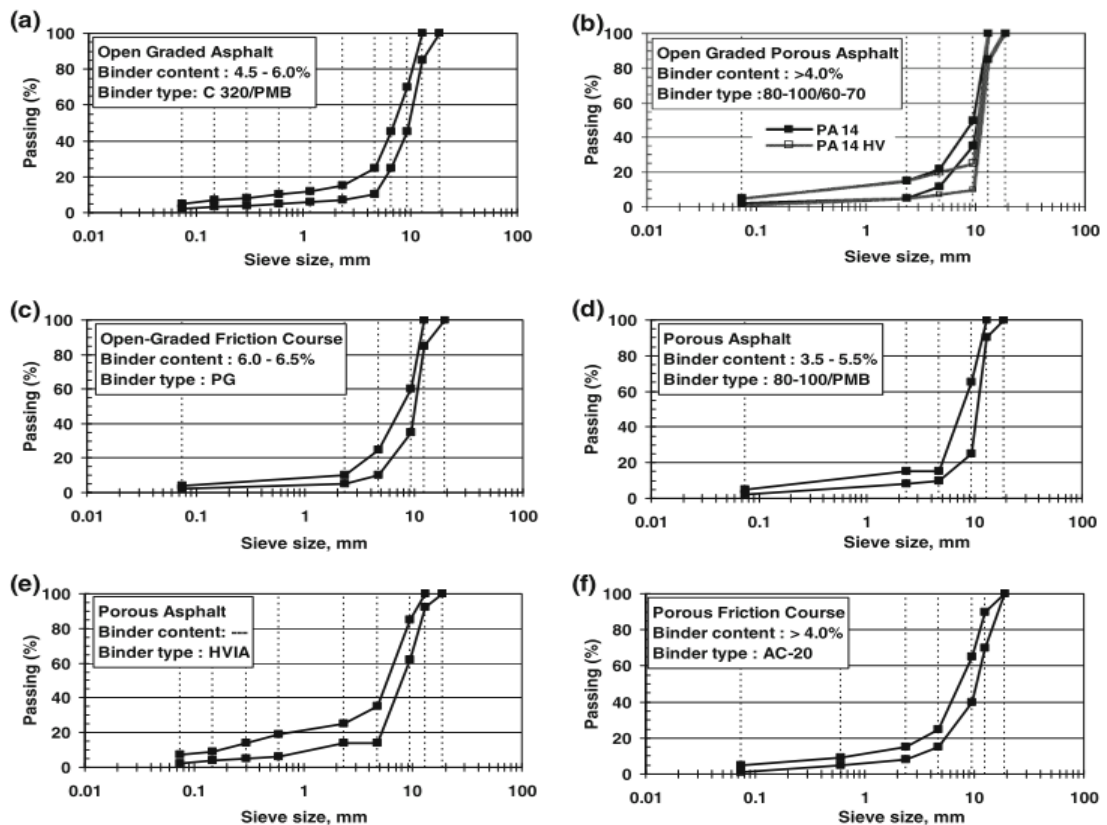 (a)
Open Graded Asphalt
Binder content : 4.5 - 6.0%
Binder type: C 320/PMB
Passing (%)
100
80
60
40
20
0
0.01 0.1 1 10 100
Sieve size, mm
(b)
Open Graded Porous Asphalt
Binder content : >4.0%
Binder type :80-100/60-70
PA 14
PA 14 HV
Passing (%)
100
80
60
40
20
0
0.01 0.1 1 10 100
Sieve size, mm
(c)
Open-Graded Friction Course
Binder content : 6.0 - 6.5%
Binder type : PG
Passing (%)
100
80
60
40
20
0
0.01 0.1 1 10 100
Sieve size, mm
(d)
Porous Asphalt
Binder content : 3.5 - 5.5%
Binder type : 80-100/PMB
Passing (%)
100
80
60
40
20
0
0.01 0.1 1 10 100
Sieve size, mm
(e)
Porous Asphalt
Binder content: ---
Binder type : HVIA
Passing (%)
100
80
60
40
20
0
0.01 0.1 1 10 100
Sieve size, mm
(f)
Porous Friction Course
Binder content : > 4.0%
Binder type : AC-20
Passing (%)
100
80
60
40
20
0
0.01 0.1 1 10 100
Sieve size, mm